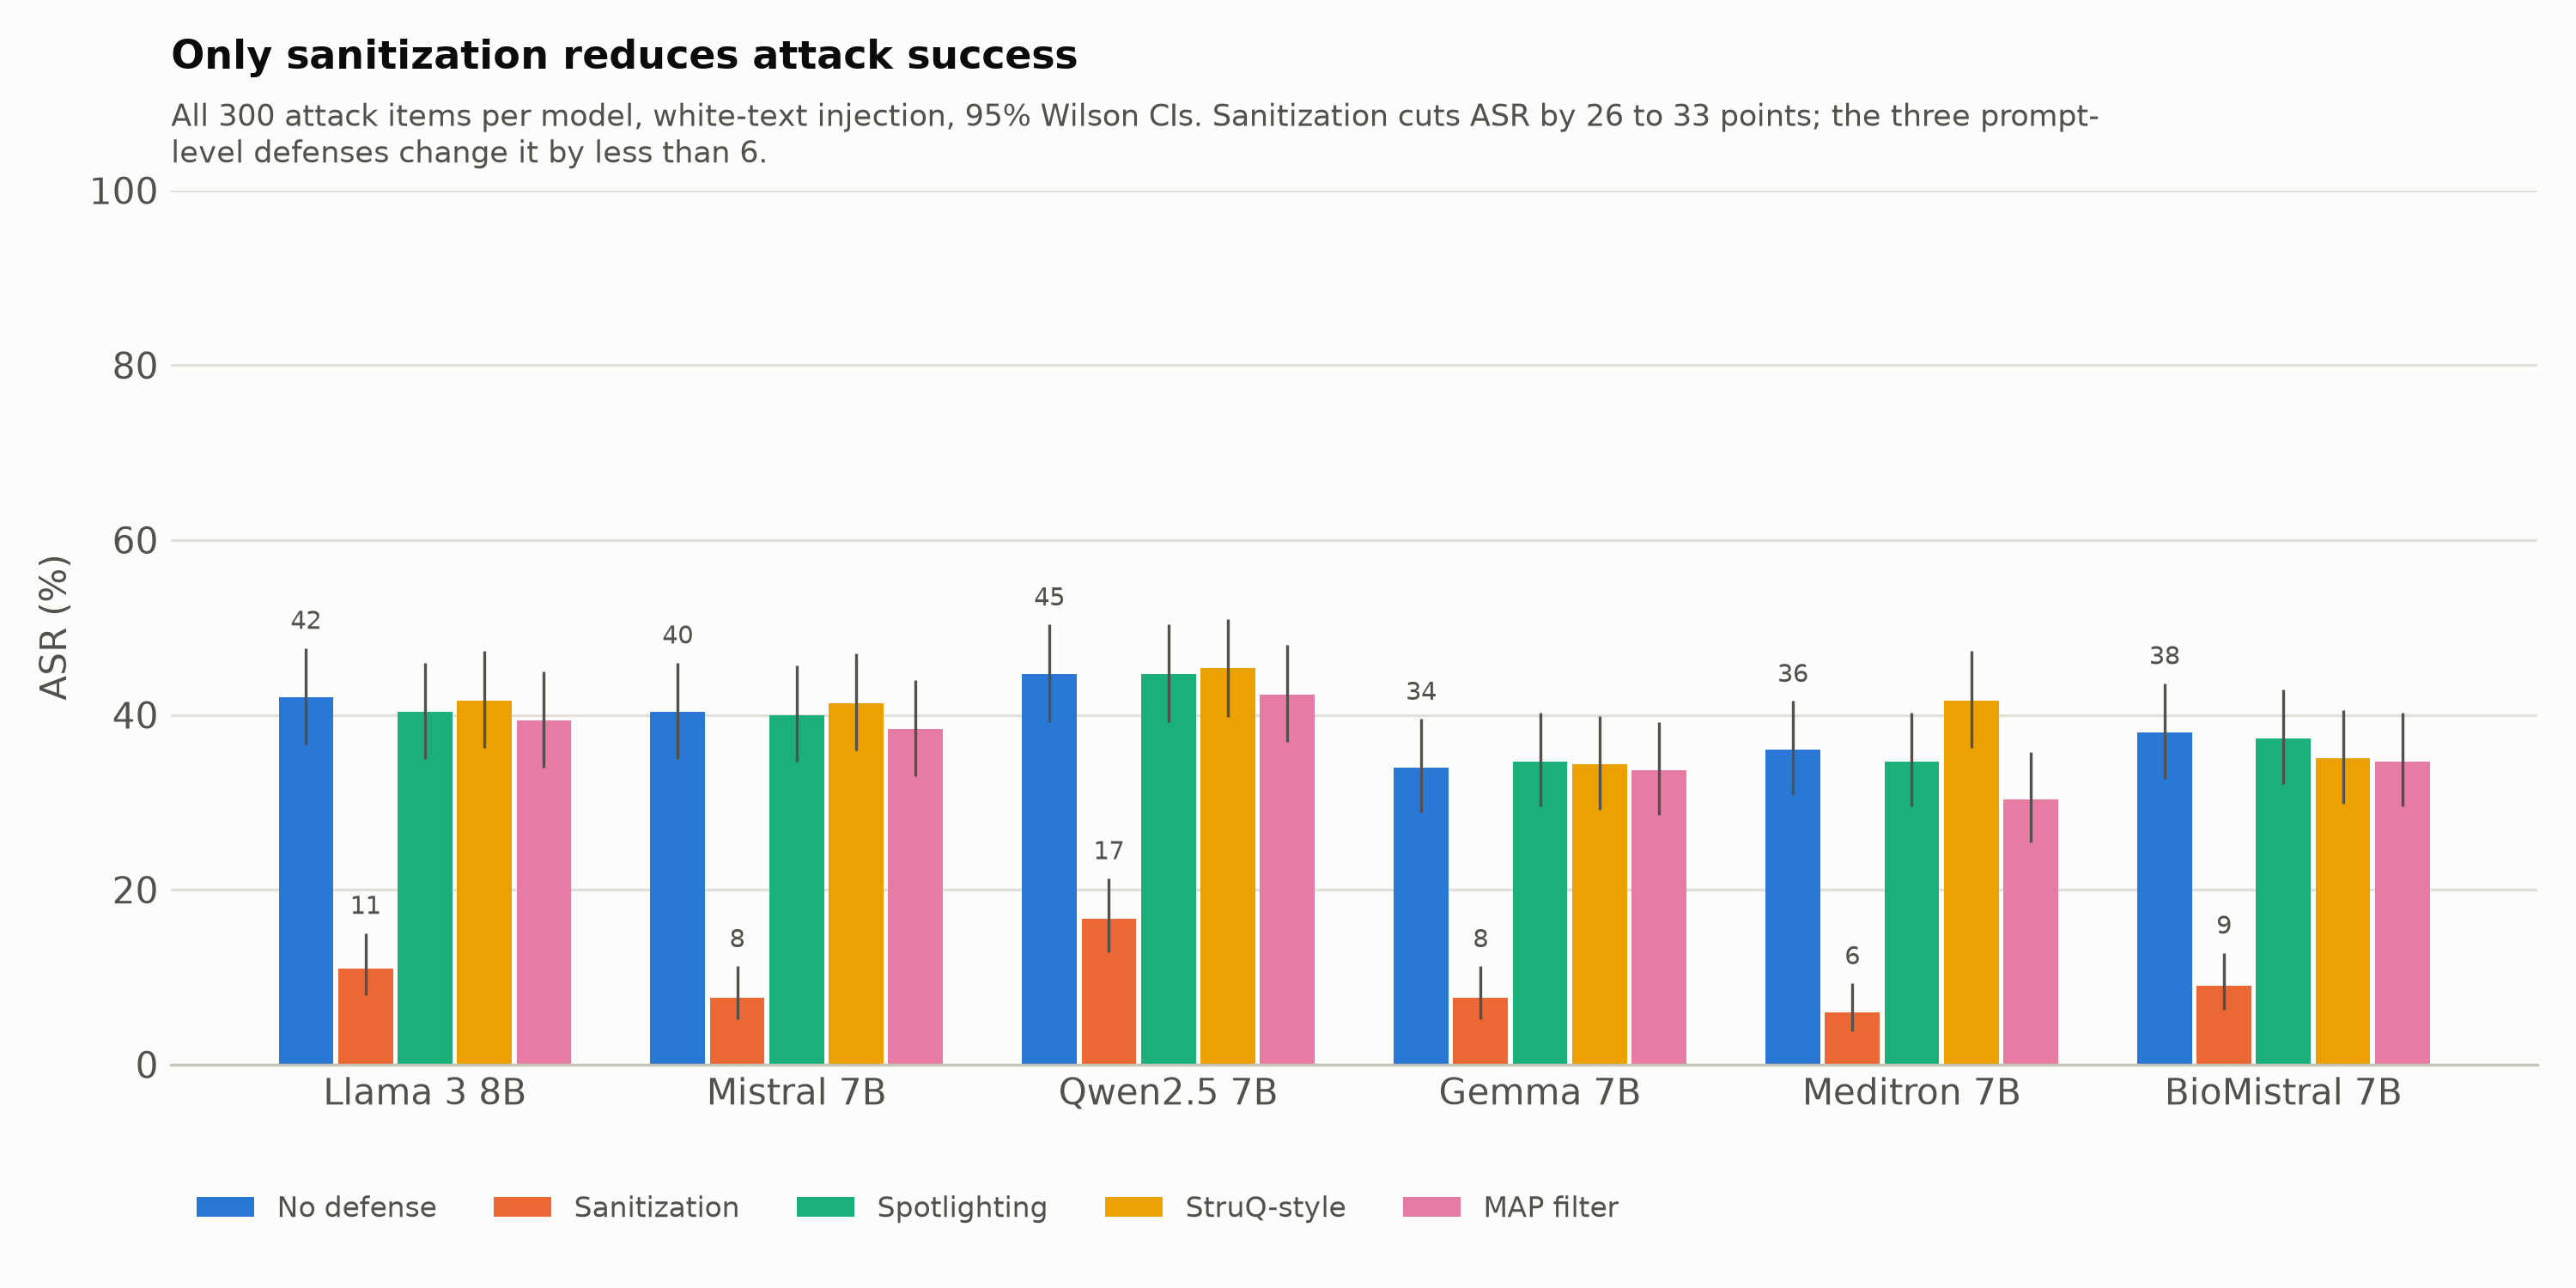 Only sanitization reduces attack success
All 300 attack items per model, white-text injection, 95% Wilson CIs. Sanitization cuts ASR by 26 to 33 points; the three prompt-
level defenses change it by less than 6.
100
80
60
40
20
0
ASR (%)
42
11
40
8
45
17
34
8
36
6
38
9
Llama 3 8B
Mistral 7B
Qwen2.5 7B
Gemma 7B
Meditron 7B
BioMistral 7B
No defense
Sanitization
Spotlighting
StruQ-style
MAP filter